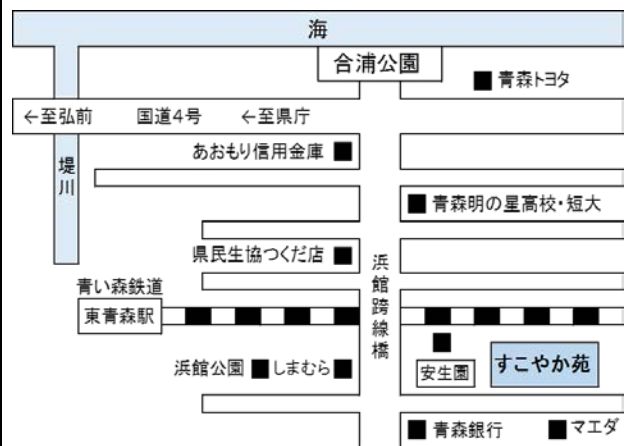 海
合浦公園
青森トヨタ
←至弘前 国道4号 ←至県庁
あおもり信用金庫
堤川
青森明の星高校・短大
県民生協つくだ店
浜館跨線橋
青い森鉄道
東青森駅
浜館公園 しまむら
安生園
すこやか苑
青森銀行 マエダ